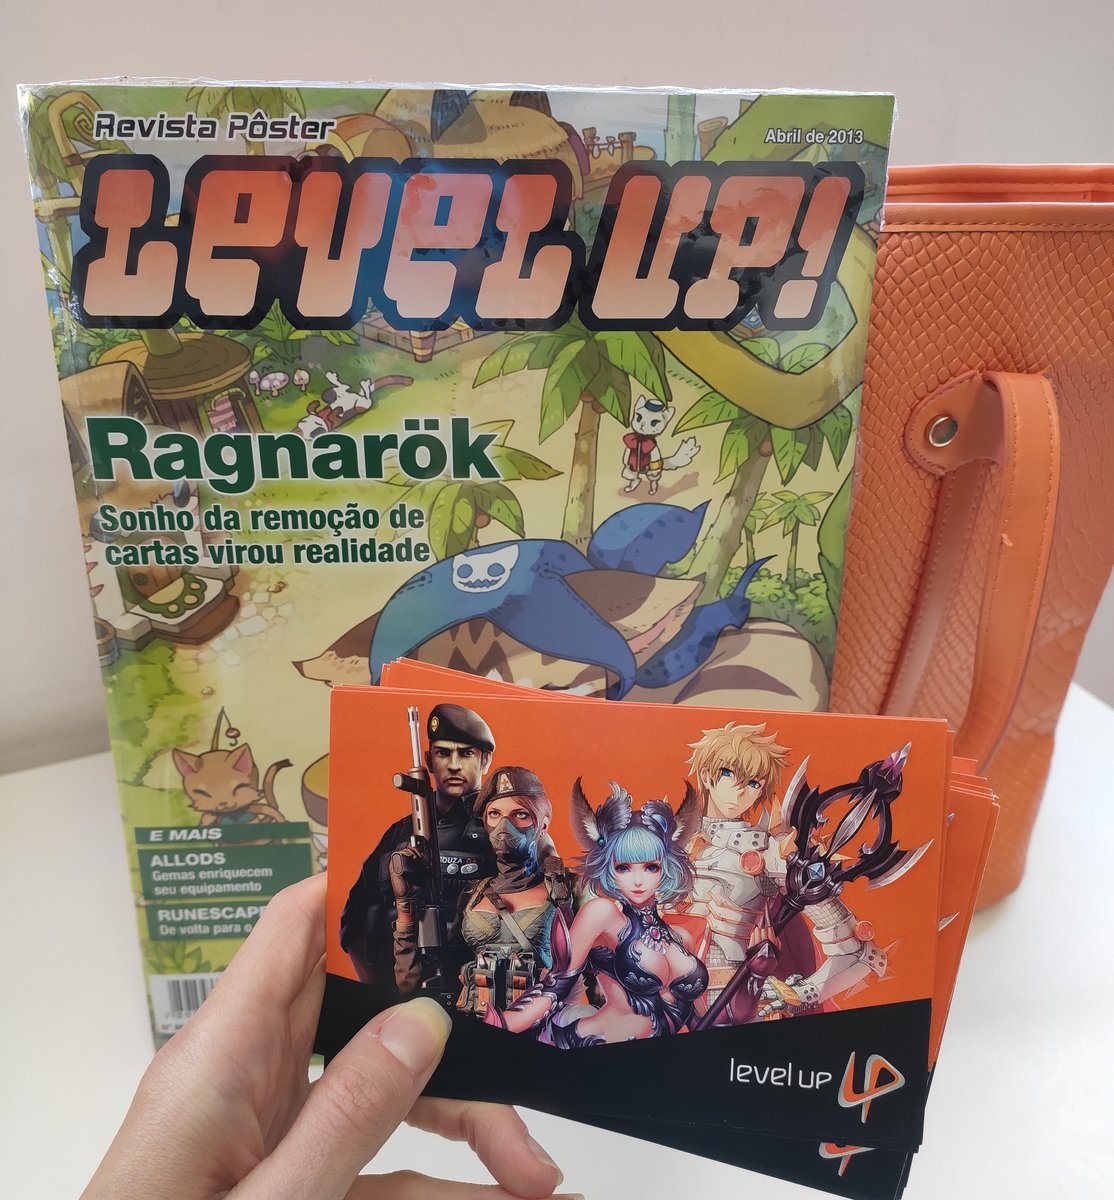 Revista Pôster
Abril de 2013
LEVEL UP!
Ragnarök
Sonho da remoção de
cartas virou realidade
E MAIS
ALLODS
Gemas enriquecem
seu equipamento
RUNESCAPE
De volta para o
SOUZA
level up